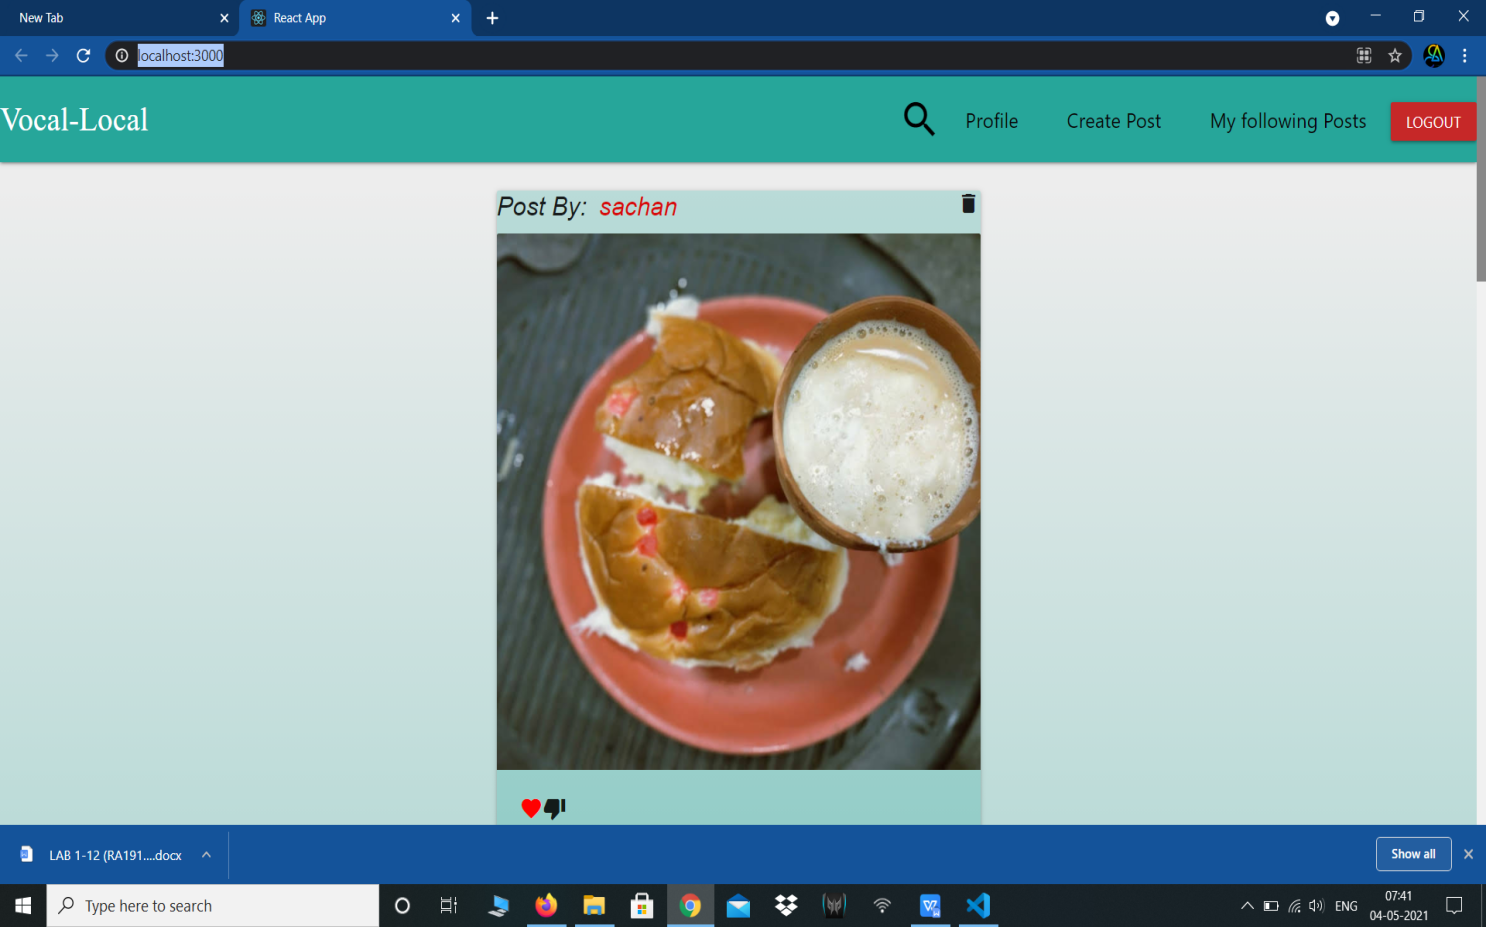 New Tab
React App
localhost:3000
Vocal-Local
Profile
Create Post
My following Posts
LOGOUT
Post By: sachan
LAB 1-12 (RA191....docx
Show all
Type here to search
ENG
07:41
04-05-2021